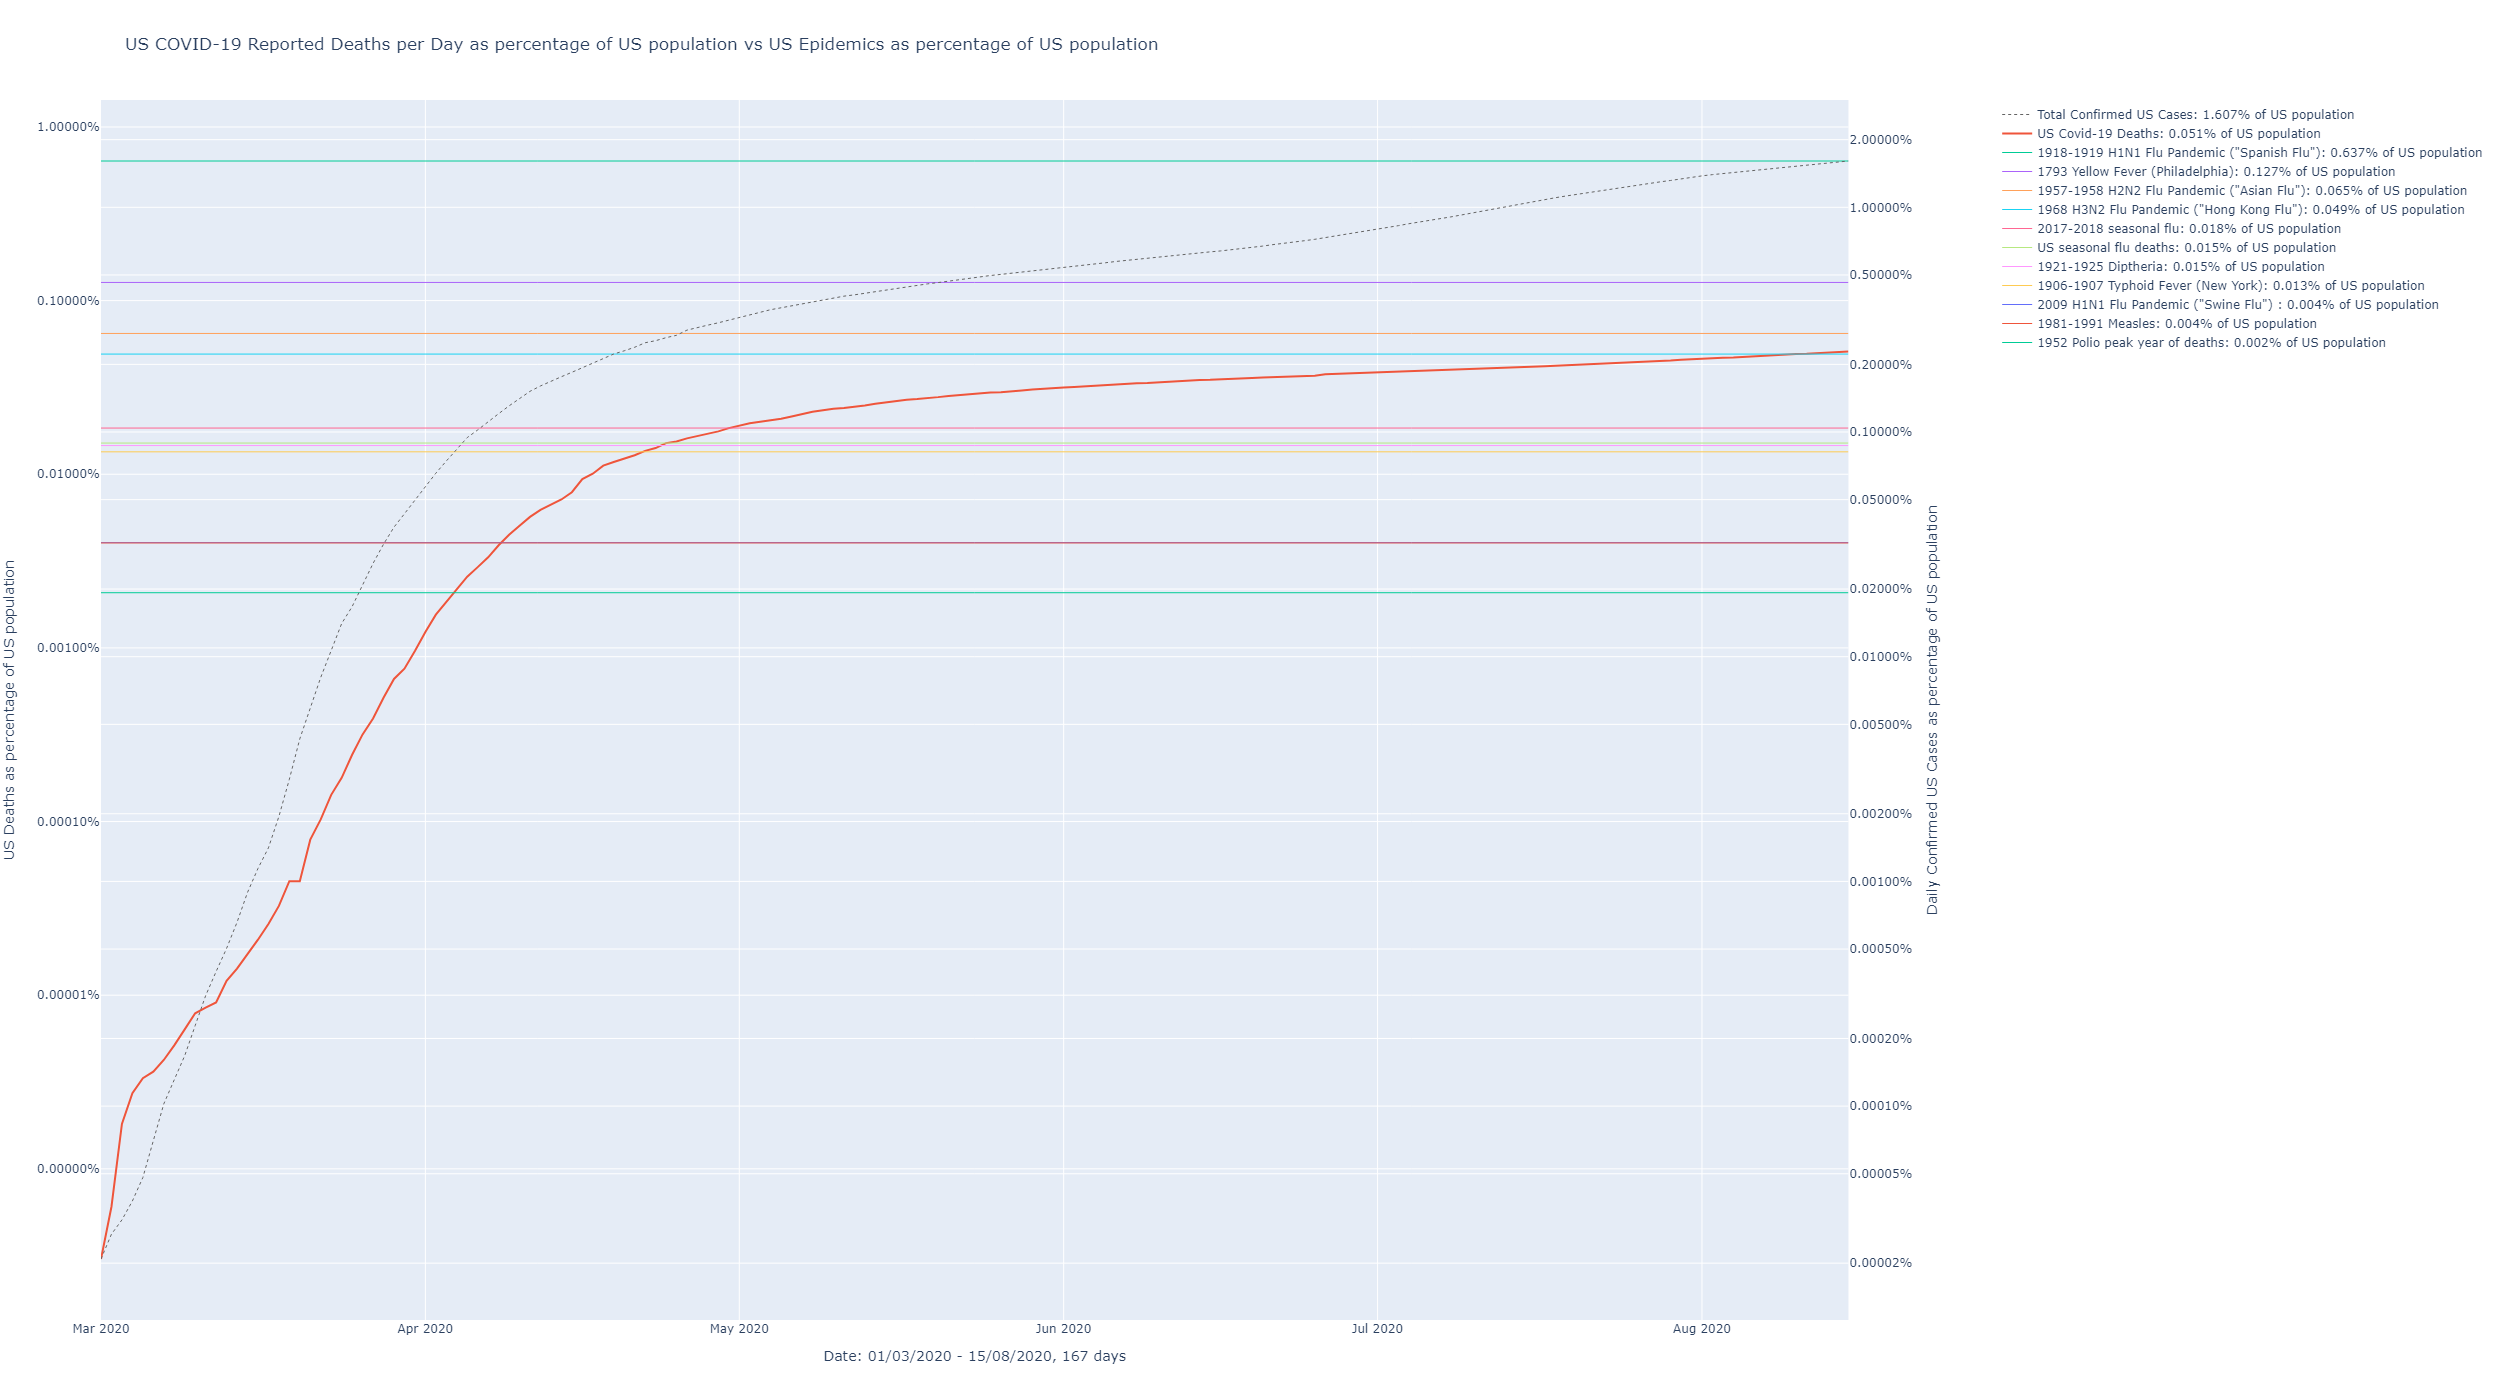 US COVID-19 Reported Deaths per Day as percentage of US population vs US Epidemics as percentage of US population
US Deaths as percentage of US population
1.00000%
0.10000%
0.01000%
0.00100%
0.00010%
0.00001%
0.00000%
Mar 2020
Apr 2020
May 2020
Jun 2020
Jul 2020
Aug 2020
Date: 01/03/2020 - 15/08/2020, 167 days
2.00000%
1.00000%
0.50000%
0.20000%
0.10000%
0.05000%
0.02000%
0.01000%
0.00500%
0.00200%
0.00100%
0.00050%
0.00020%
0.00010%
0.00005%
0.00002%
Daily Confirmed US Cases as percentage of US population
Total Confirmed US Cases: 1.607% of US population
US Covid-19 Deaths: 0.051% of US population
1918-1919 H1N1 Flu Pandemic ("Spanish Flu"): 0.637% of US population
1793 Yellow Fever (Philadelphia): 0.127% of US population
1957-1958 H2N2 Flu Pandemic ("Asian Flu"): 0.065% of US population
1968 H3N2 Flu Pandemic ("Hong Kong Flu"): 0.049% of US population
2017-2018 seasonal flu: 0.018% of US population
US seasonal flu deaths: 0.015% of US population
1921-1925 Diptheria: 0.015% of US population
1906-1907 Typhoid Fever (New York): 0.013% of US population
2009 H1N1 Flu Pandemic ("Swine Flu") : 0.004% of US population
1981-1991 Measles: 0.004% of US population
1952 Polio peak year of deaths: 0.002% of US population